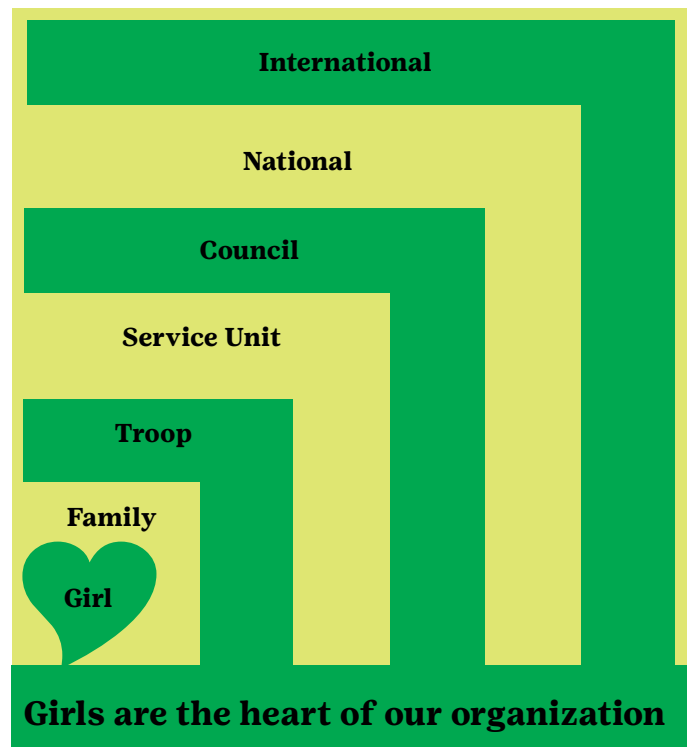 International
National
Council
Service Unit
Troop
Family
Girl
Girls are the heart of our organization